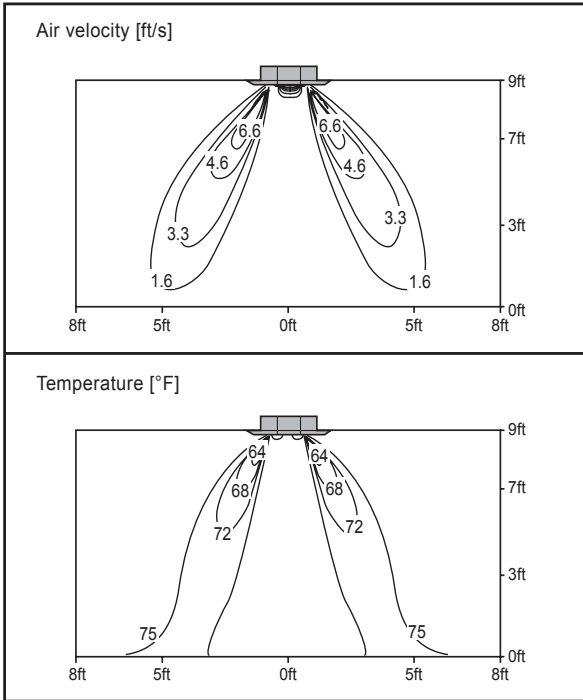 Air velocity [ft/s]
9ft
6.6 6.6 7ft
4.6 4.6
3.3 3.3 3ft
1.6 1.6
0ft
8ft 5ft 0ft 5ft 8ft
Temperature [°F]
9ft
64 64
68 68 7ft
72 72
3ft
75 75
0ft
8ft 5ft 0ft 5ft 8ft